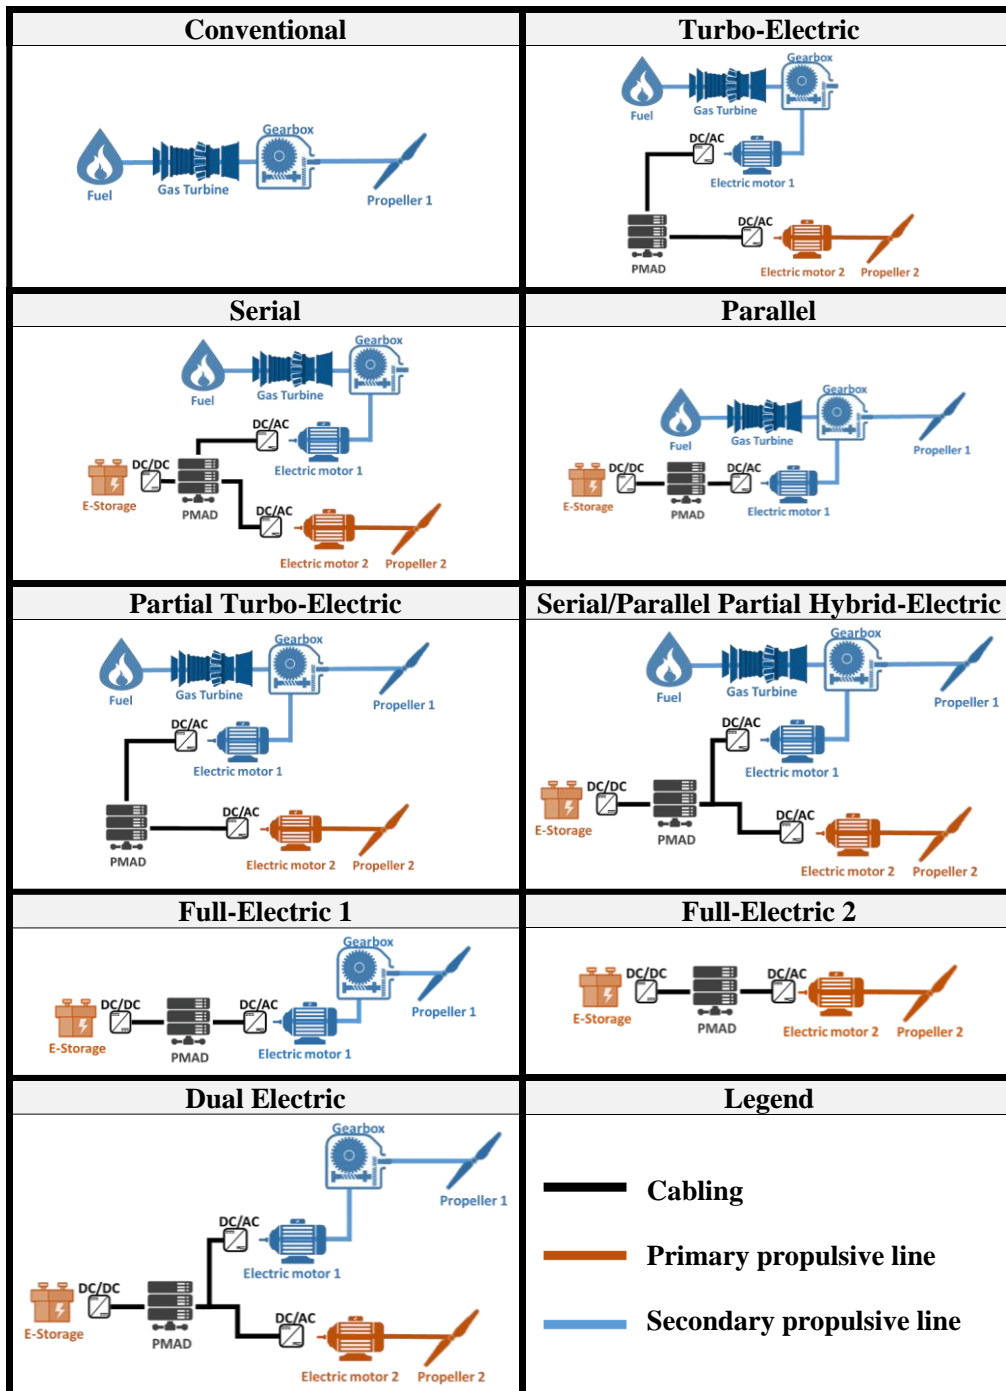 Conventional
Gearbox
Fuel
Gas Turbine
Propeller 1
Turbo-Electric
Gearbox
Fuel
Gas Turbine
DC/AC
Electric motor 1
DC/AC
PMAD
Electric motor 2
Propeller 2
Serial
Gearbox
Fuel
Gas Turbine
DC/AC
Electric motor 1
DC/DC
E-Storage
PMAD
DC/AC
Electric motor 2
Propeller 2
Parallel
Gearbox
Fuel
Gas Turbine
Propeller 1
DC/DC
DC/AC
E-Storage
PMAD
Electric motor 1
Partial Turbo-Electric
Gearbox
Fuel
Gas Turbine
Propeller 1
DC/AC
Electric motor 1
DC/AC
PMAD
Electric motor 2
Propeller 2
Serial/Parallel Partial Hybrid-Electric
Gearbox
Fuel
Gas Turbine
Propeller 1
DC/AC
Electric motor 1
DC/DC
E-Storage
PMAD
DC/AC
Electric motor 2
Propeller 2
Full-Electric 1
Gearbox
DC/DC
DC/AC
Propeller 1
E-Storage
PMAD
Electric motor 1
Full-Electric 2
DC/DC
DC/AC
E-Storage
PMAD
Electric motor 2
Propeller 2
Dual Electric
Gearbox
Propeller 1
DC/AC
Electric motor 1
DC/DC
E-Storage
PMAD
DC/AC
Electric motor 2
Propeller 2
Legend
Cabling
Primary propulsive line
Secondary propulsive line